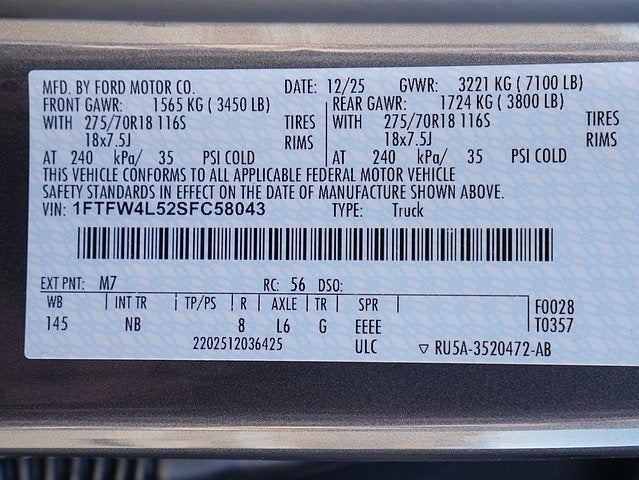 MFD. BY FORD MOTOR CO. DATE: 12/25 GVWR: 3221 KG ( 7100 LB)
FRONT GAWR: 1565 KG ( 3450 LB) REAR GAWR: 1724 KG ( 3800 LB)
WITH 275/70R18 116S TIRES WITH 275/70R18 116S TIRES
18x7.5J RIMS 18x7.5J RIMS
AT 240 kPa/ 35 PSI COLD AT 240 kPa/ 35 PSI COLD
THIS VEHICLE CONFORMS TO ALL APPLICABLE FEDERAL MOTOR VEHICLE
SAFETY STANDARDS IN EFFECT ON THE DATE OF MANUFACTURE SHOWN ABOVE.
VIN: 1FTFW4L52SFC58043 TYPE: Truck
EXT PNT: M7 RC: 56 DSO:
WB INT TR TP/PS R AXLE TR SPR F0028
145 NB 8 L6 G EEEE T0357
2202512036425 ULC ▽ RU5A-3520472-AB